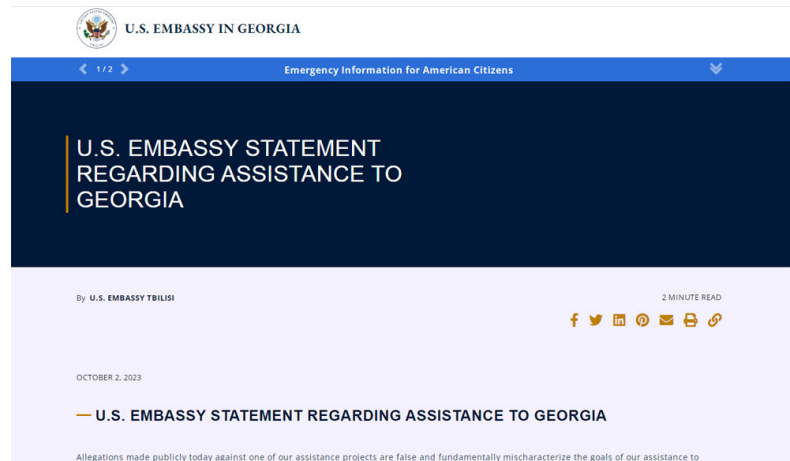 U.S. EMBASSY IN GEORGIA
1 / 2
Emergency Information for American Citizens
U.S. EMBASSY STATEMENT
REGARDING ASSISTANCE TO
GEORGIA
By U.S. EMBASSY TBILISI
2 MINUTE READ
OCTOBER 2, 2023
U.S. EMBASSY STATEMENT REGARDING ASSISTANCE TO GEORGIA
Allegations made publicly today against one of our assistance projects are false and fundamentally mischaracterize the goals of our assistance to